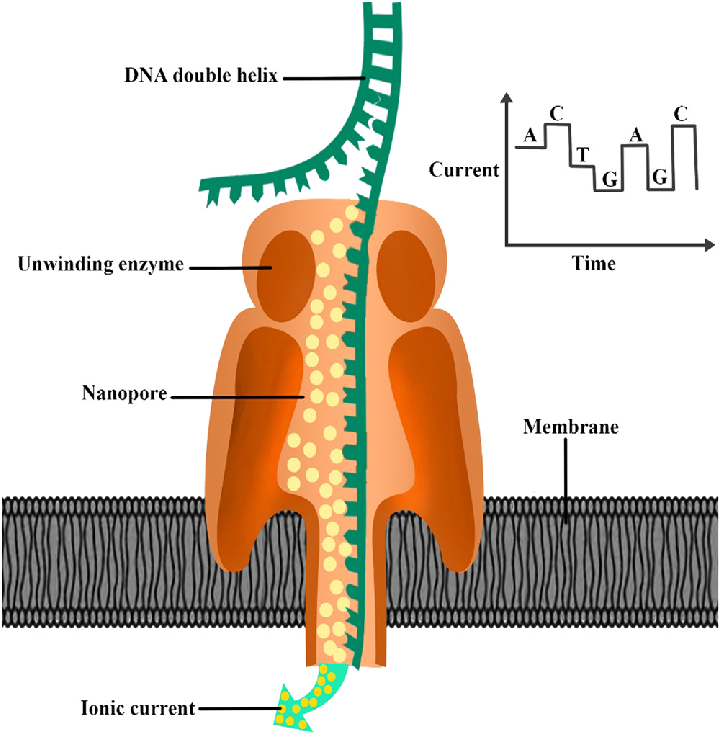 DNA double helix
C
C
A
A
T
Current
G
G
Unwinding enzyme
Time
Nanopore
Membrane
Ionic current